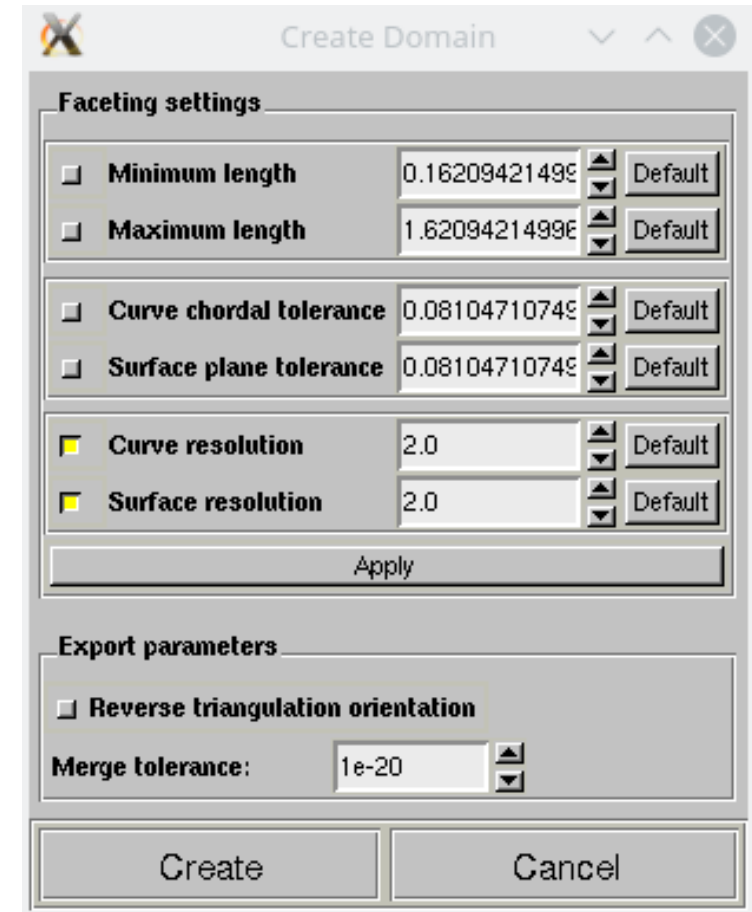 Create Domain
Faceting settings
Minimum length 0.16209421499 Default
Maximum length 1.62094214996 Default
Curve chordal tolerance 0.08104710749 Default
Surface plane tolerance 0.08104710749 Default
Curve resolution 2.0 Default
Surface resolution 2.0 Default
Apply
Export parameters
Reverse triangulation orientation
Merge tolerance: 1e-20
Create Cancel